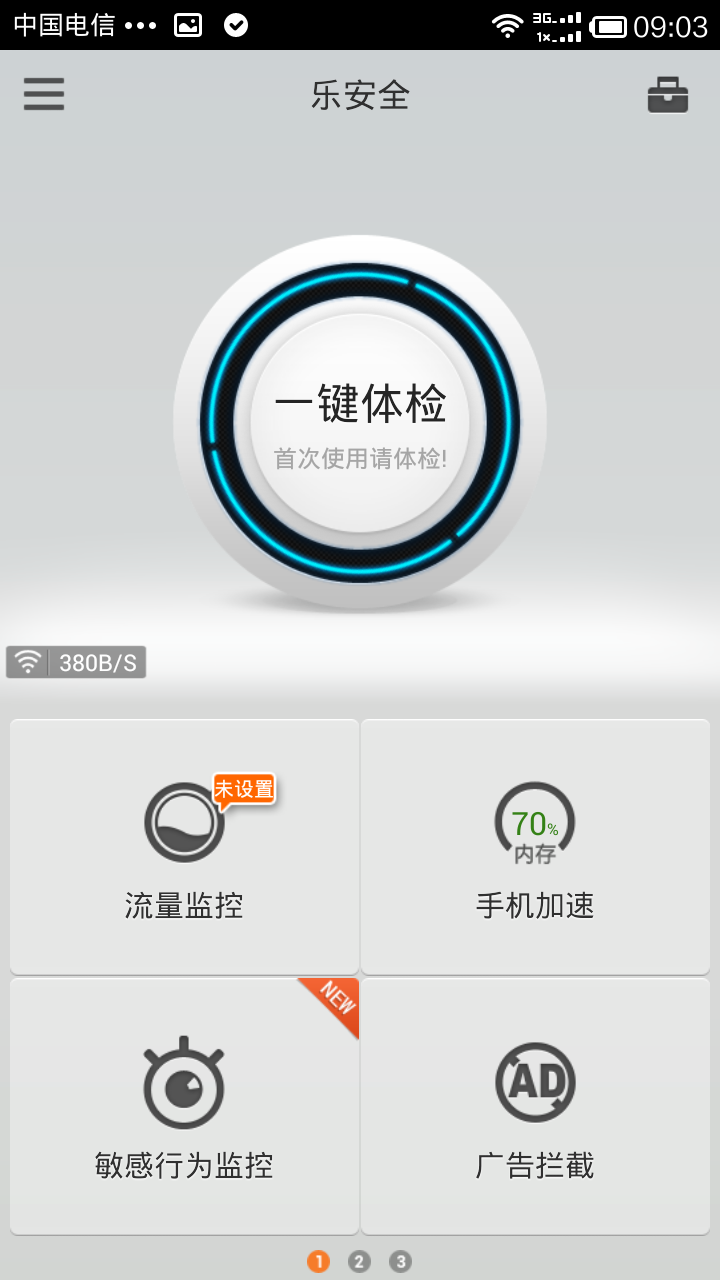 中国电信 ••• 3G 1× 09:03
乐安全
一键体检
首次使用请体检!
380B/S
未设置
流量监控
70%
内存
手机加速
NEW
敏感行为监控
AD
广告拦截
1 2 3